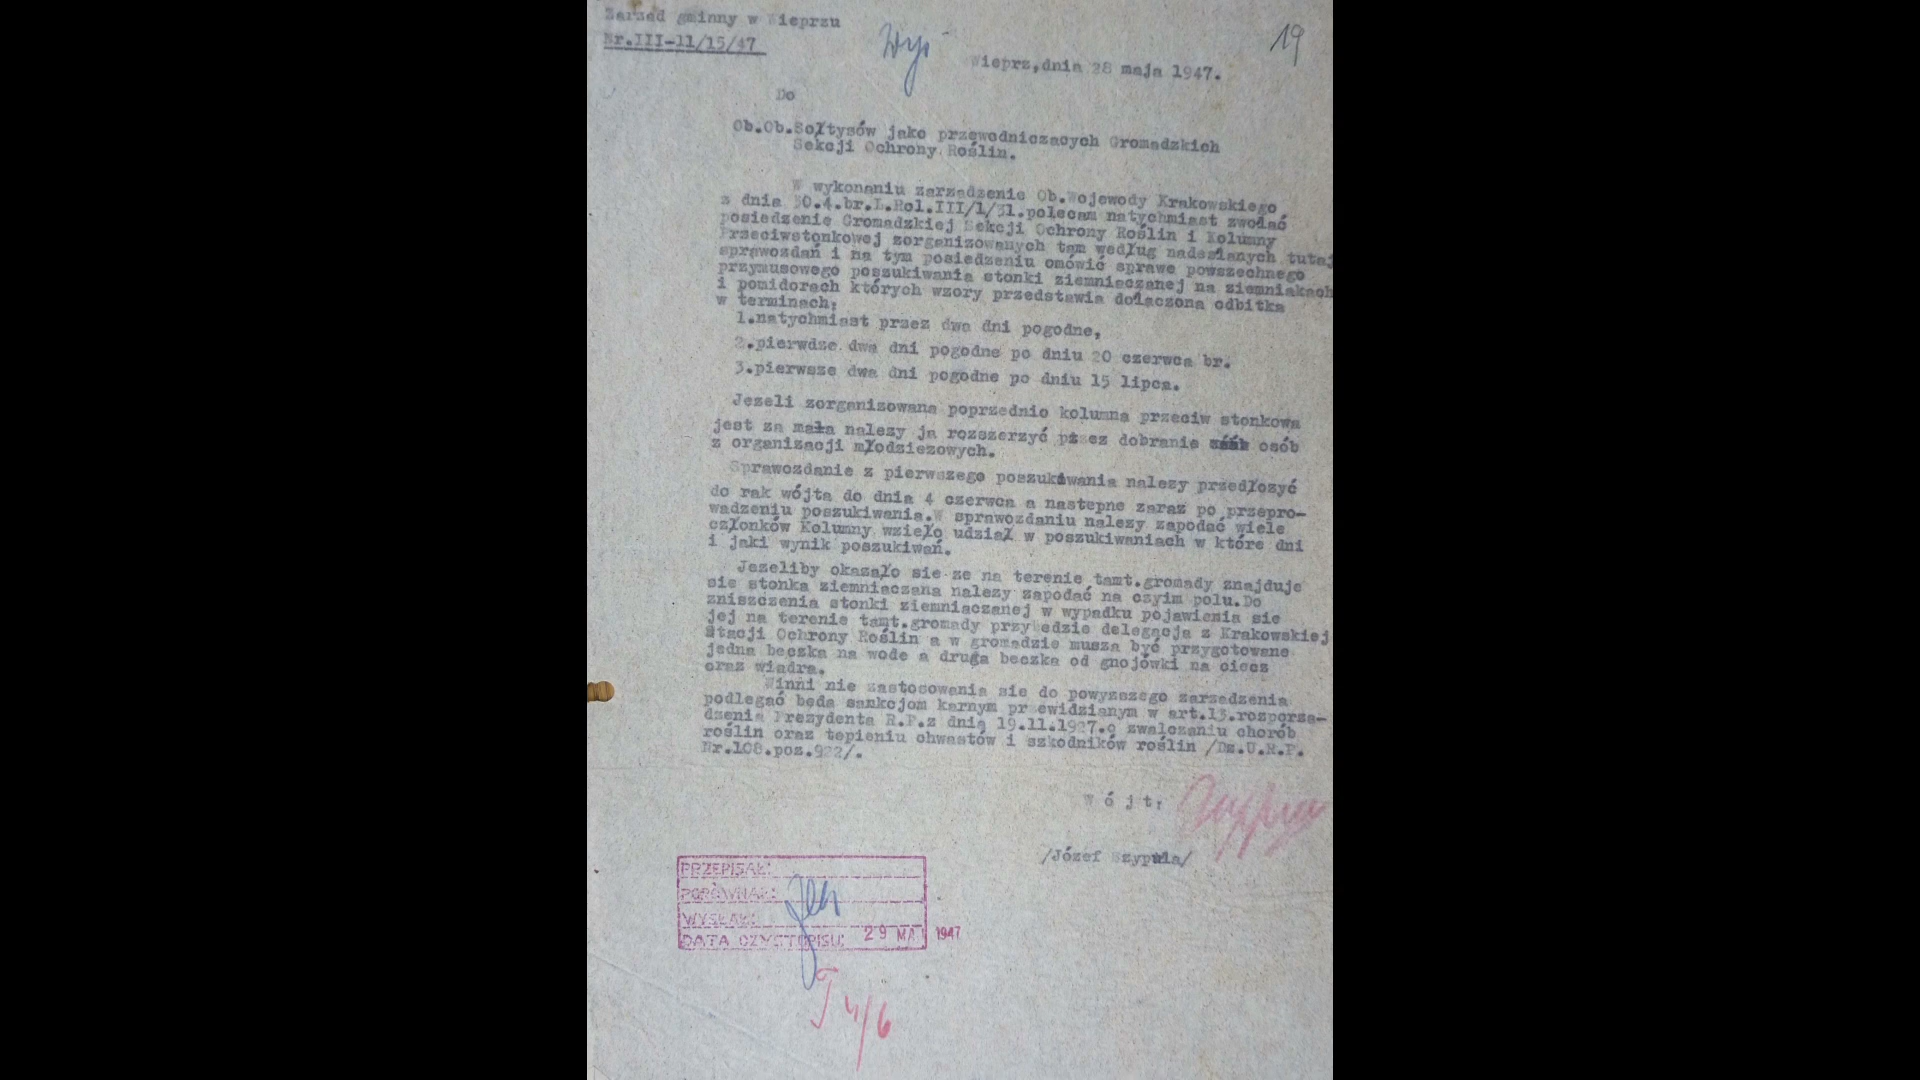 Zarzad gminny w Wieprzu
Nr.III-11/15/47
19
Wieprz,dnia 28 maja 1947.
Do
Ob.Ob.Sołtysów jako przewodniczacych Gromadzkich
Sekcji Ochrony Roślin.
W wykonaniu zarzadzenie Ob.Wojewody Krakowskiego
z dnia 30.4.br.L.Rol.III/1/31.polecam natychmiast zwołać
posiedzenie Gromadzkiej Sekcji Ochrony Roślin i Kolumny
Przeciwstonkowej zorganizowanych tam według nadesłanych tutaj
sprawozdań i na tym posiedzeniu omówić sprawe powszechnego
przymusowego poszukiwania stonki ziemniaczanej na ziemniakach
i pomidorach których wzory przedstawia dołaczona odbitka
w terminach;
1.natychmiast przez dwa dni pogodne,
2.pierwdze dwa dni pogodne po dniu 20 czerwca br.
3.pierwsze dwa dni pogodne po dniu 15 lipca.
Jezeli zorganizowana poprzednio kolumna przeciw stonkowa
jest za mała nalezy ja rozszerzyć przez dobranie osób
z organizacji młodziezowych.
Sprawozdanie z pierwszego poszukiwania nalezy przedłozyć
do rak wójta do dnia 4 czerwca a nastepne zaraz po przepro-
wadzeniu poszukiwania.W sprawozdaniu nalezy zapodać wiele
członków Kolumny wzieło udział w poszukiwaniach w które dni
i jaki wynik poszukiwań.
Jezeliby okazało sie ze na terenie tamt.gromady znajduje
sie stonka ziemniaczana nalezy zapodać na czyim polu.Do
zniszczenia stonki ziemniaczanej w wypadku pojawienia sie
jej na terenie tamt.gromady przybedzie delegacja z Krakowskiej
Stacji Ochrony Roślin a w gromadzie musza być przygotowane
jedna beczka na wode a druga beczka od gnojówki na ciecz
oraz wiadra.
Winni nie zastosowania sie do powyzszego zarzadzenia
podlegać beda sankcjom karnym przewidzianym w art.13.rozporza-
dzenia Prezydenta R.P.z dnia 19.11.1927.o zwalczaniu chorób
roślin oraz tepieniu chwastów i szkodników roślin /Dz.U.R.P.
Nr.108.poz.922/.
W ó j t:
/Józef Szypuła/
PRZEPISAŁ:
PORÓWNAŁ:
WYSŁAŁ:
DATA CZYSTOPISU: 29 MAJ 1947
T 4/6